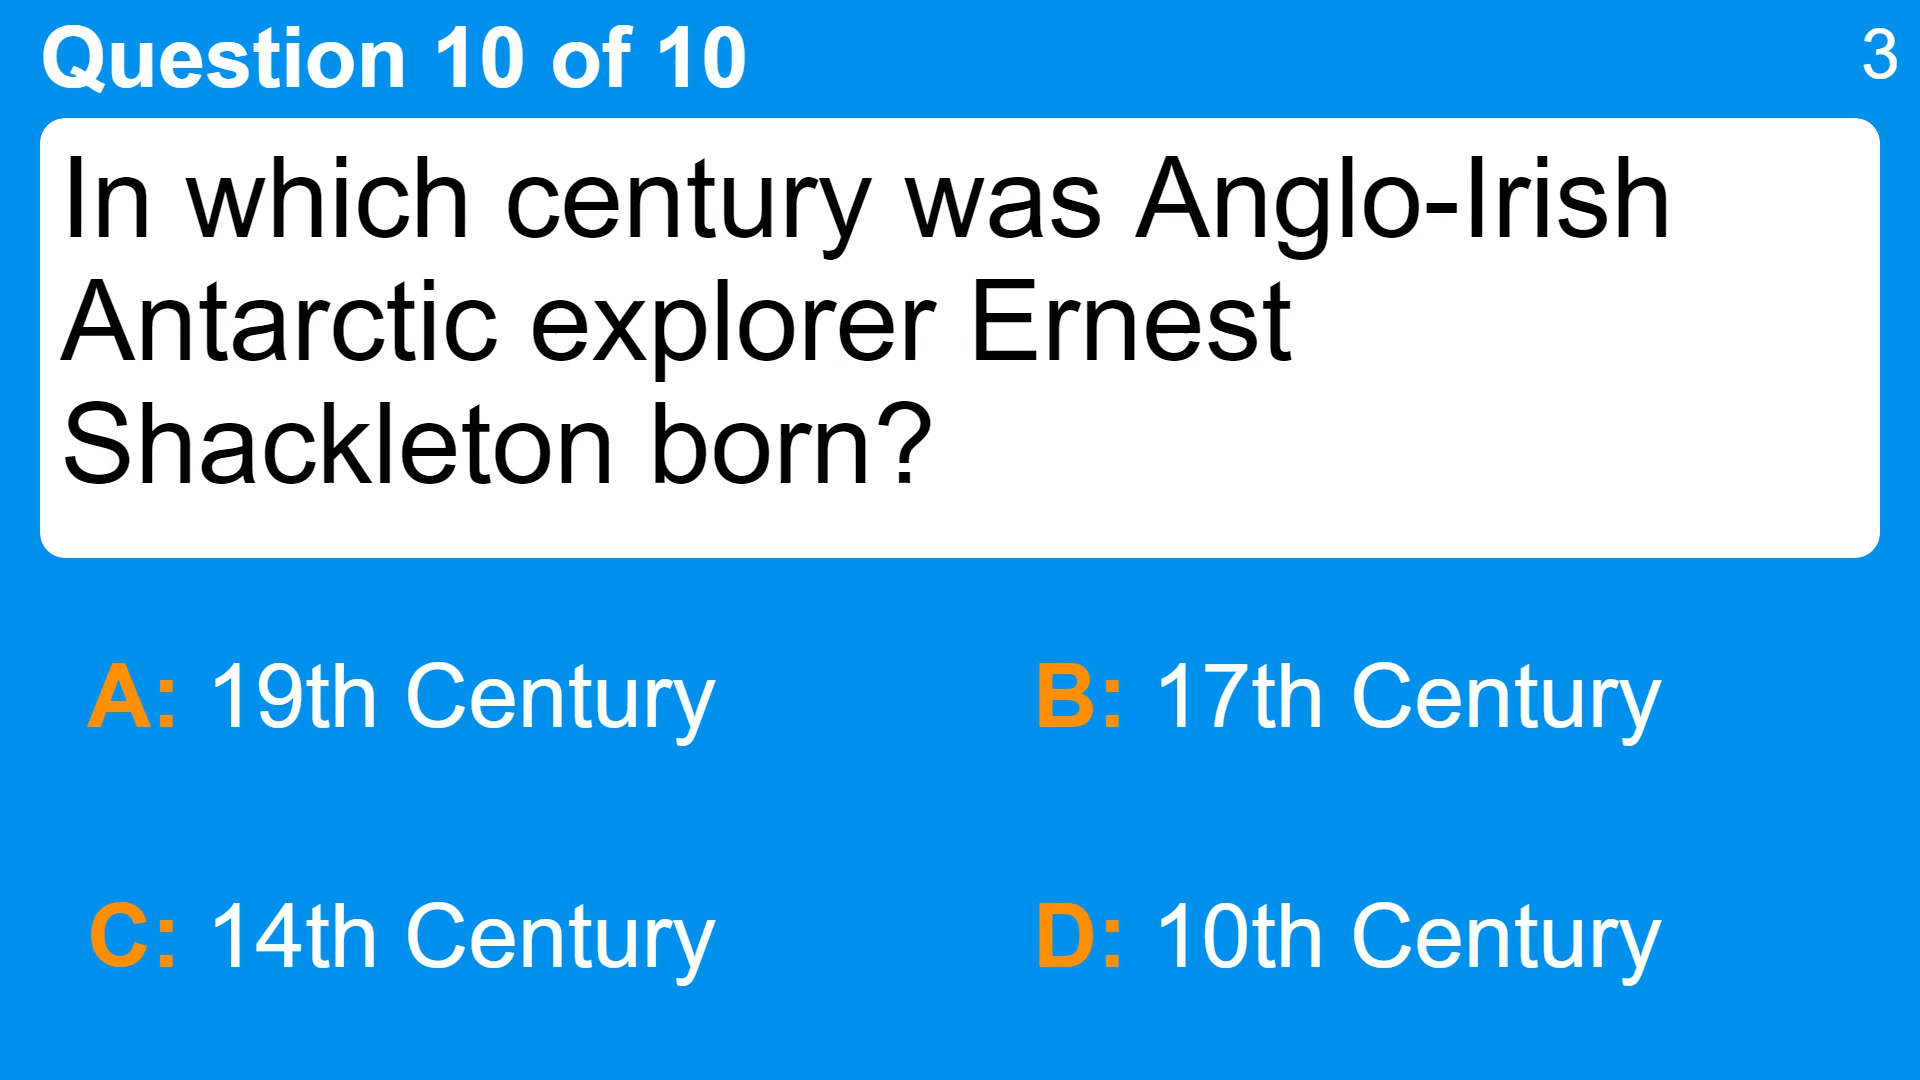 Question 10 of 10
3
In which century was Anglo-Irish
Antarctic explorer Ernest
Shackleton born?
A: 19th Century
B: 17th Century
C: 14th Century
D: 10th Century